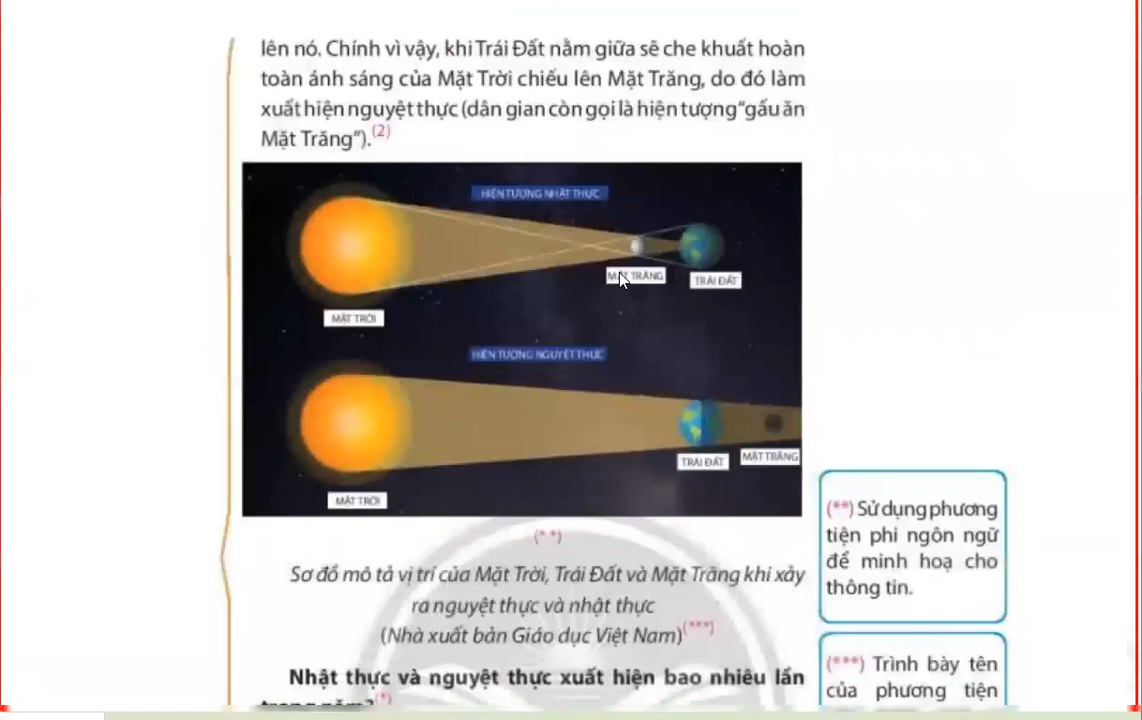 lên nó. Chính vì vậy, khi Trái Đất nằm giữa sẽ che khuất hoàn
toàn ánh sáng của Mặt Trời chiếu lên Mặt Trăng, do đó làm
xuất hiện nguyệt thực (dân gian còn gọi là hiện tượng "gấu ăn
Mặt Trăng").(2)
HIỆN TƯỢNG NHẬT THỰC
MẶT TRĂNG
TRÁI ĐẤT
MẶT TRỜI
HIỆN TƯỢNG NGUYỆT THỰC
TRÁI ĐẤT
MẶT TRĂNG
MẶT TRỜI
(**)
Sơ đồ mô tả vị trí của Mặt Trời, Trái Đất và Mặt Trăng khi xảy
ra nguyệt thực và nhật thực
(Nhà xuất bản Giáo dục Việt Nam)(***)
Nhật thực và nguyệt thực xuất hiện bao nhiêu lần
trong năm?(*)
(**) Sử dụng phương
tiện phi ngôn ngữ
để minh hoạ cho
thông tin.
(***) Trình bày tên
của phương tiện